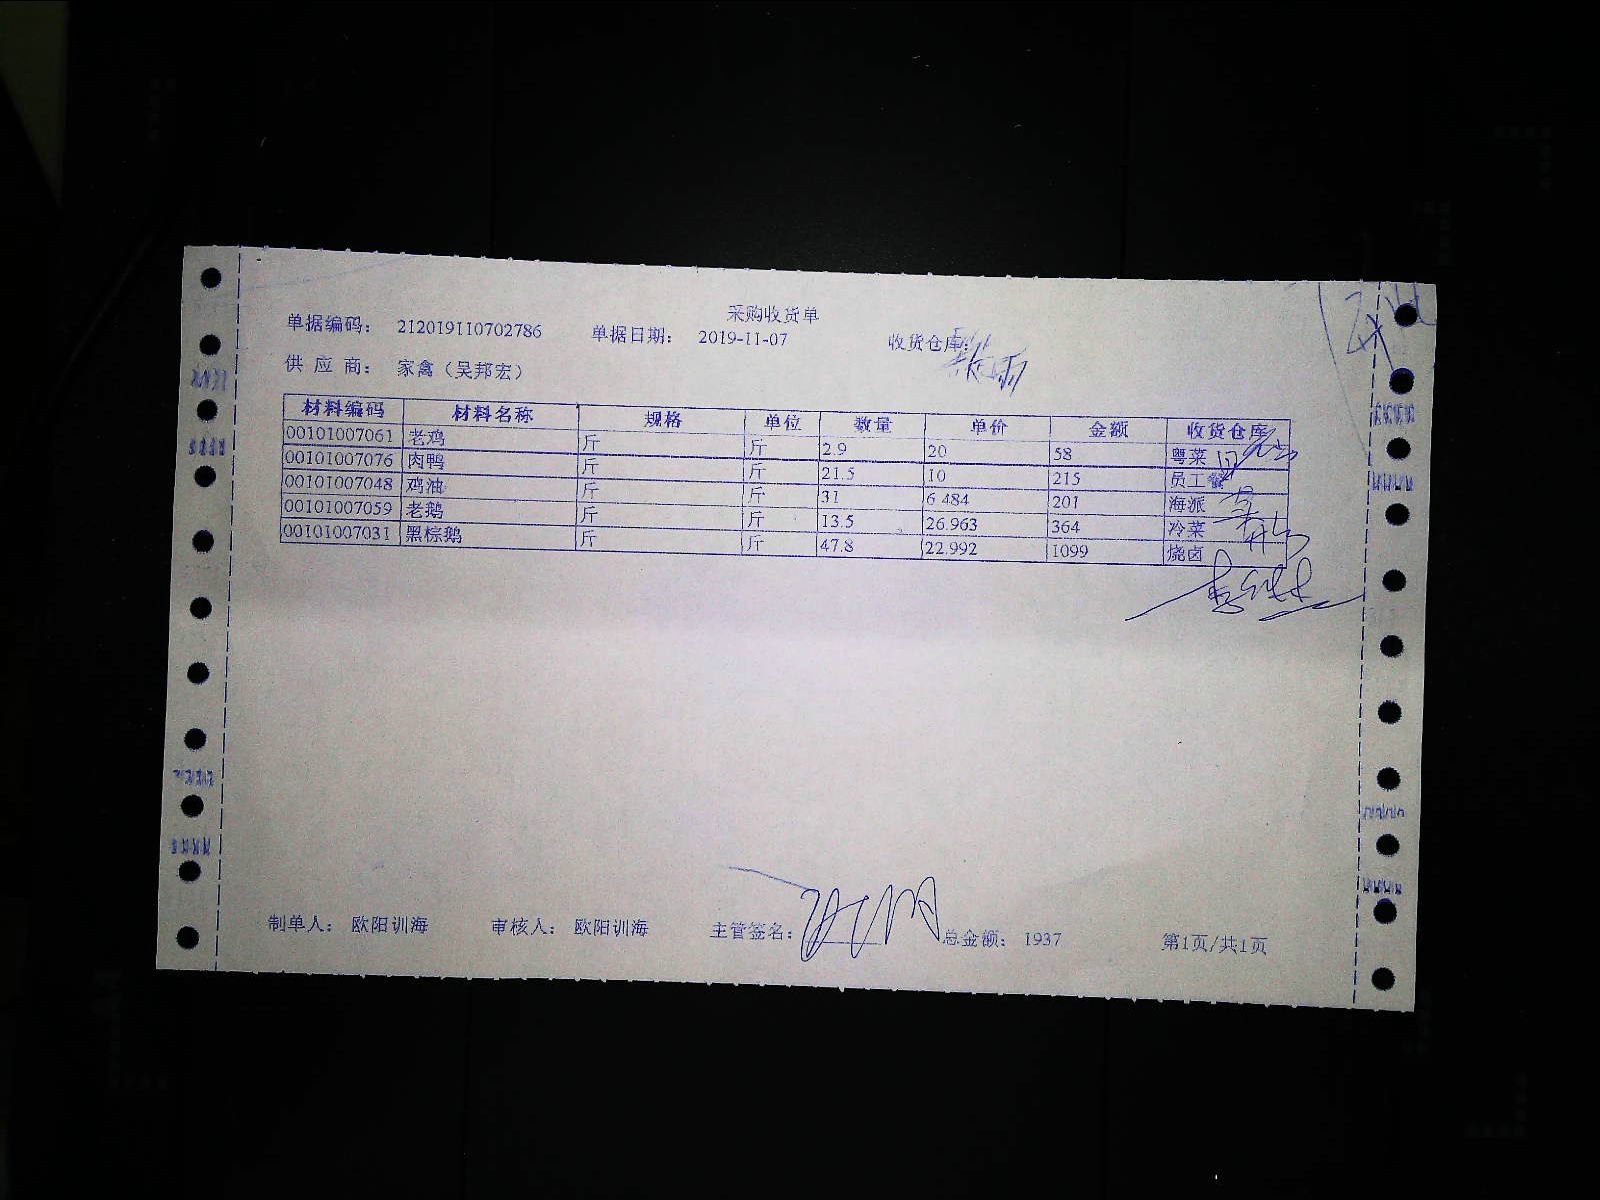 采购收货单
单据编码： 212019110702786 单据日期： 2019-11-07 收货仓库：
供 应 商： 家禽（吴邦宏）
材料编码 材料名称 规格 单位 数量 单价 金额 收货仓库
00101007061 老鸡 斤 斤 2.9 20 58 粤菜
00101007076 肉鸭 斤 斤 21.5 10 215 员工餐
00101007048 鸡油 斤 斤 31 6.484 201 海派
00101007059 老鹅 斤 斤 13.5 26.963 364 冷菜
00101007031 黑棕鹅 斤 斤 47.8 22.992 1099 烧卤
制单人： 欧阳训海 审核人： 欧阳训海 主管签名： 总金额： 1937 第1页/共1页